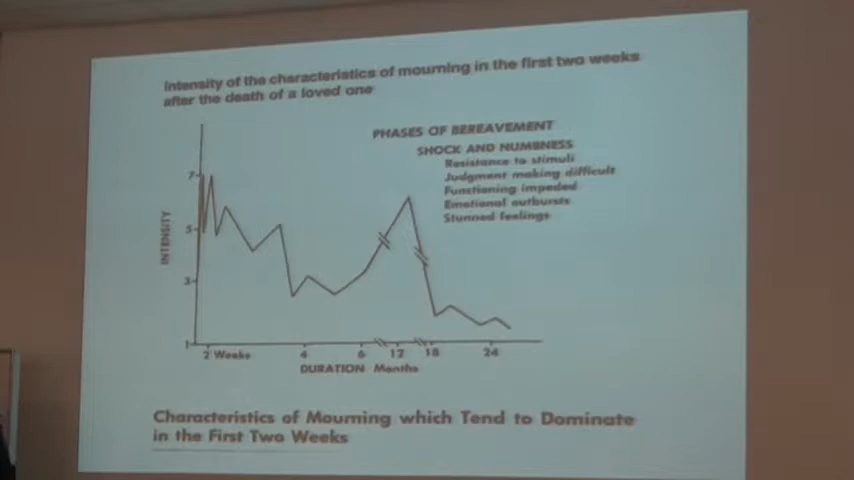 Intensity of the characteristics of mourning in the first two weeks
after the death of a loved one
PHASES OF BEREAVEMENT
SHOCK AND NUMBNESS
Resistance to stimuli
Judgment making difficult
Functioning impeded
Emotional outbursts
Stunned feelings
INTENSITY
7
5
3
1
2 Weeks 4 6 12 18 24
DURATION Months
Characteristics of Mourning which Tend to Dominate
in the First Two Weeks